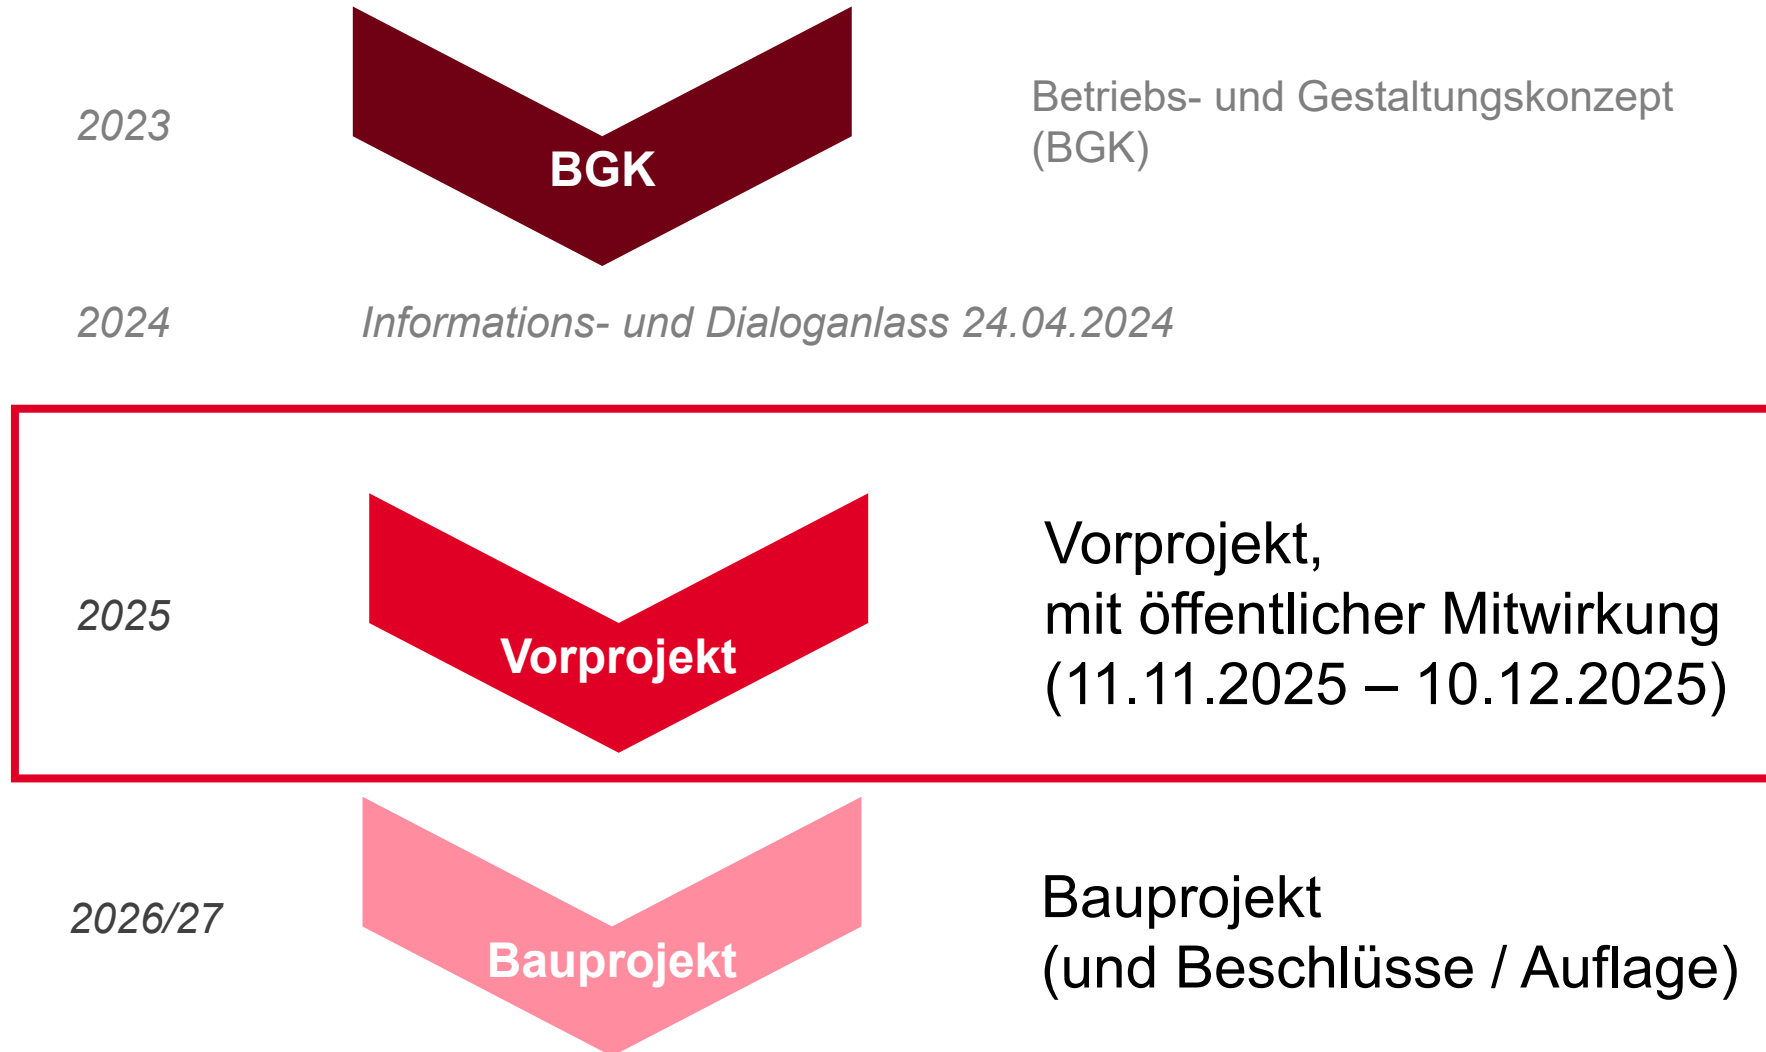 2023
BGK
Betriebs- und Gestaltungskonzept
(BGK)
2024
Informations- und Dialoganlass 24.04.2024
2025
Vorprojekt
Vorprojekt,
mit öffentlicher Mitwirkung
(11.11.2025 – 10.12.2025)
2026/27
Bauprojekt
Bauprojekt
(und Beschlüsse / Auflage)